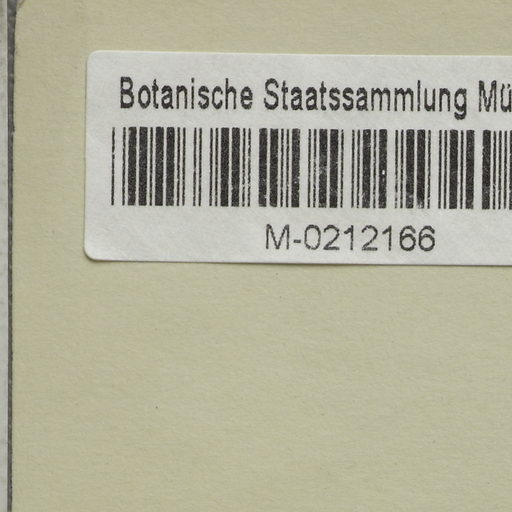 Botanische Staatssammlung Mü
M-0212166